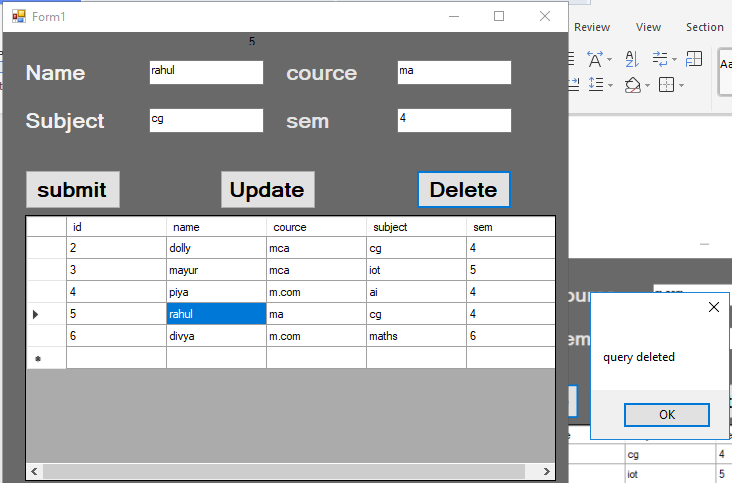 Form1
5
Name rahul cource ma
Subject cg sem 4
submit Update Delete
id name cource subject sem
2 dolly mca cg 4
3 mayur mca iot 5
4 piya m.com ai 4
5 rahul ma cg 4
6 divya m.com maths 6
Review View Section
query deleted
OK
cg 4
iot 5